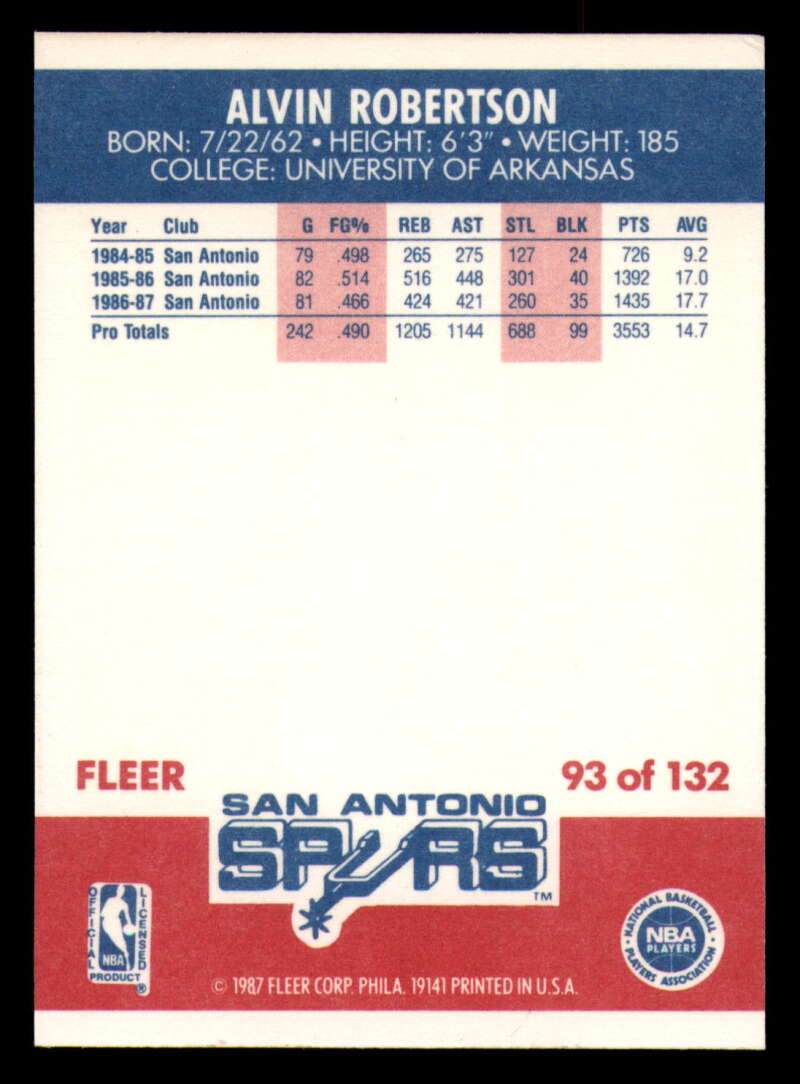 ALVIN ROBERTSON
BORN: 7/22/62 • HEIGHT: 6'3" • WEIGHT: 185
COLLEGE: UNIVERSITY OF ARKANSAS
Year Club G FG% REB AST STL BLK PTS AVG
1984-85 San Antonio 79 .498 265 275 127 24 726 9.2
1985-86 San Antonio 82 .514 516 448 301 40 1392 17.0
1986-87 San Antonio 81 .466 424 421 260 35 1435 17.7
Pro Totals 242 .490 1205 1144 688 99 3553 14.7
FLEER 93 of 132
SAN ANTONIO
SPURS
TM
OFFICIAL LICENSED
NBA
PRODUCT ®
• NATIONAL BASKETBALL •
NBA
PLAYERS
PLAYERS ASSOCIATION
© 1987 FLEER CORP. PHILA. 19141 PRINTED IN U.S.A.